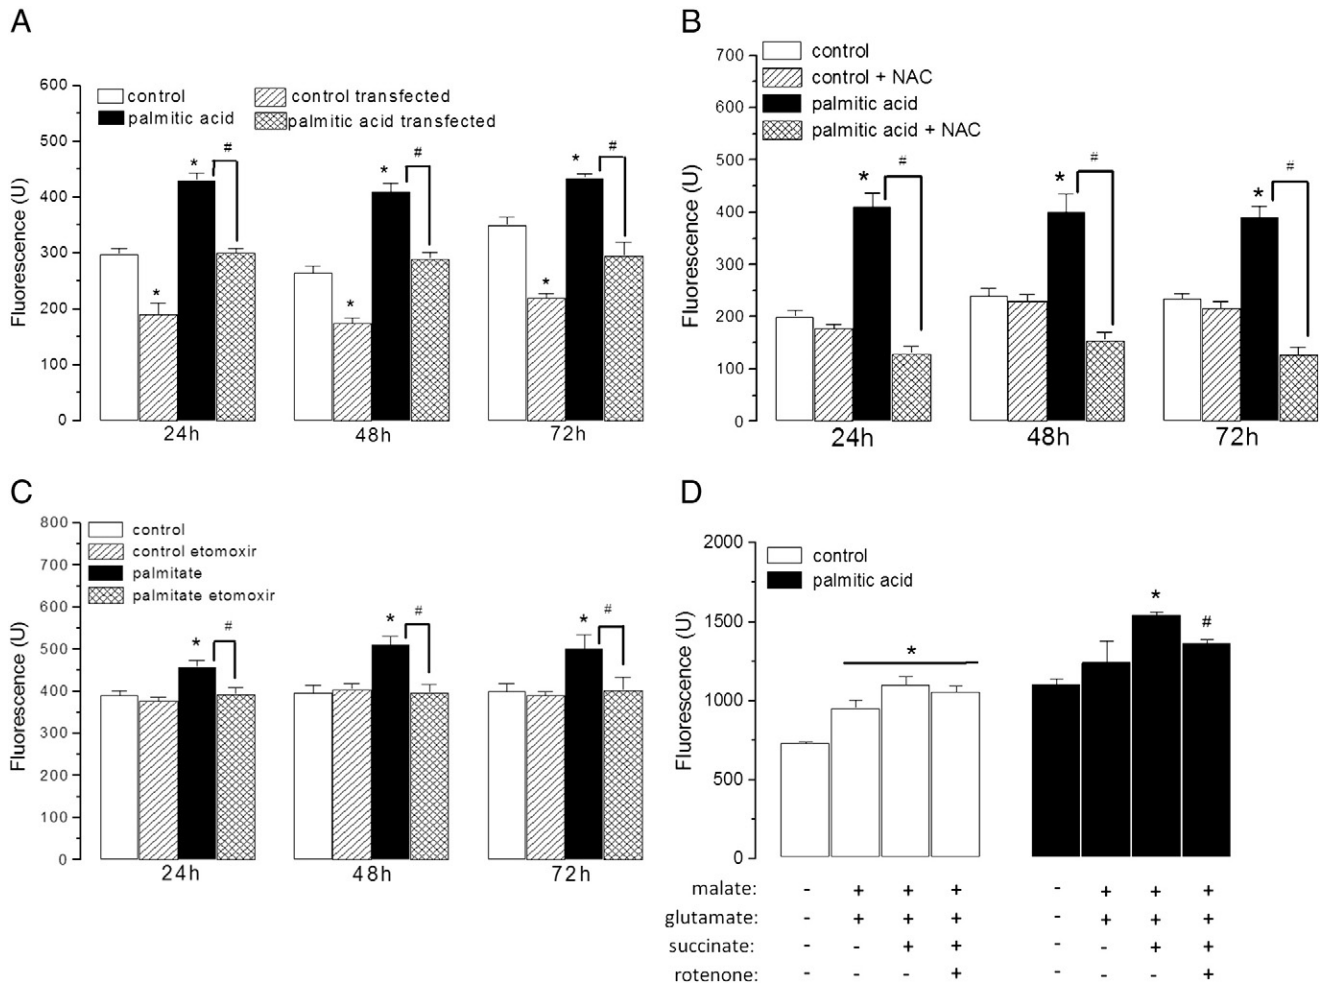 A
600
500
400
300
200
100
0
Fluorescence (U)
control
palmitic acid
control transfected
palmitic acid transfected
* * #
* * #
* * #
24h 48h 72h
B
700
600
500
400
300
200
100
0
Fluorescence (U)
control
control + NAC
palmitic acid
palmitic acid + NAC
* #
* #
* #
24h 48h 72h
C
800
700
600
500
400
300
200
100
0
Fluorescence (U)
control
control etomoxir
palmitate
palmitate etomoxir
* #
* #
* #
24h 48h 72h
D
2000
1500
1000
500
0
Fluorescence (U)
control
palmitic acid
* * #
malate: - + + + - + + +
glutamate: - + + + - + + +
succinate: - - + + - - + +
rotenone: - - - + - - - +